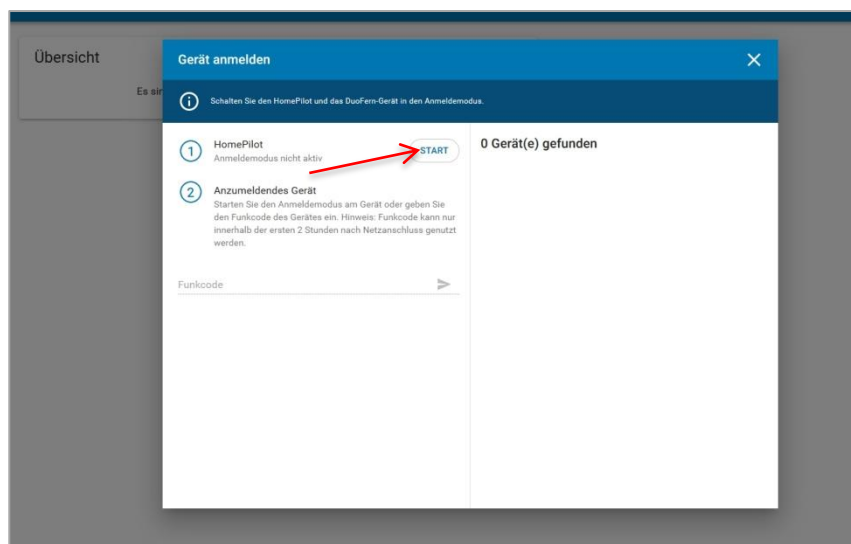 Übersicht
Gerät anmelden
Schalten Sie den HomePilot und das DuoFern-Gerät in den Anmeldemodus.
HomePilot
1
Anmeldemodus nicht aktiv
START
2
Anzumeldendes Gerät
Starten Sie den Anmeldemodus am Gerät oder geben Sie
den Funkcode des Gerätes ein. Hinweis: Funkcode kann nur
innerhalb der ersten 2 Stunden nach Netzanschluss genutzt
werden.
Funkcode
0 Gerät(e) gefunden
Es